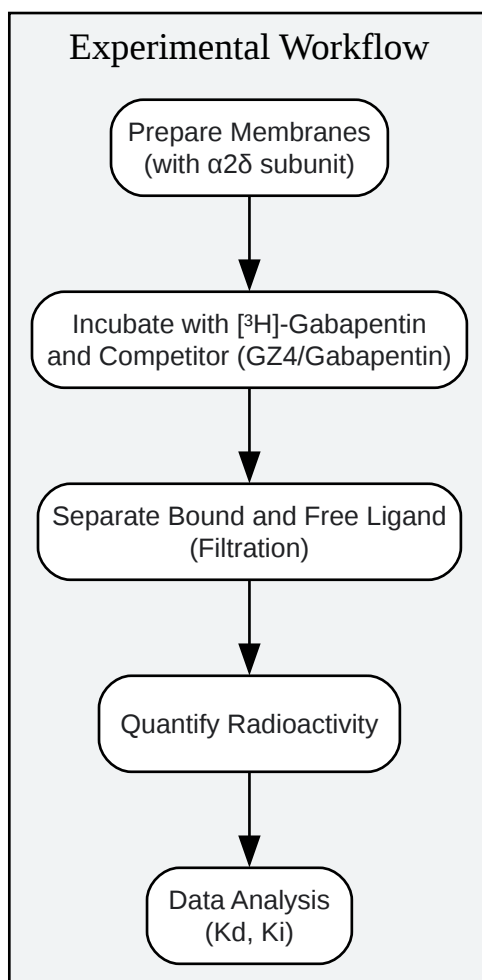 Experimental Workflow
Prepare Membranes
(with α2δ subunit)
Incubate with [³H]-Gabapentin
and Competitor (GZ4/Gabapentin)
Separate Bound and Free Ligand
(Filtration)
Quantify Radioactivity
Data Analysis
(Kd, Ki)